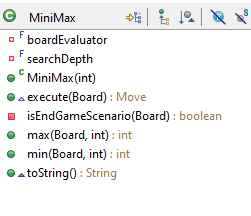 MiniMax
F boardEvaluator
F searchDepth
C MiniMax(int)
execute(Board) : Move
isEndGameScenario(Board) : boolean
max(Board, int) : int
min(Board, int) : int
toString() : String